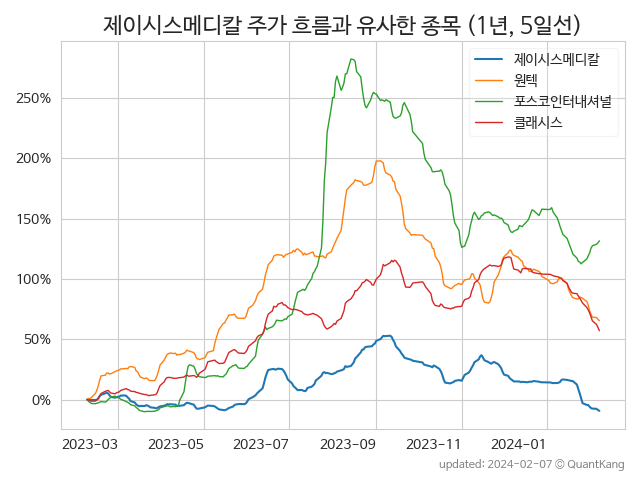 제이시스메디칼 주가 흐름과 유사한 종목 (1년, 5일선)
제이시스메디칼
원텍
포스코인터내셔널
클래시스
250%
200%
150%
100%
50%
0%
2023-03 2023-05 2023-07 2023-09 2023-11 2024-01
updated: 2024-02-07 © QuantKang